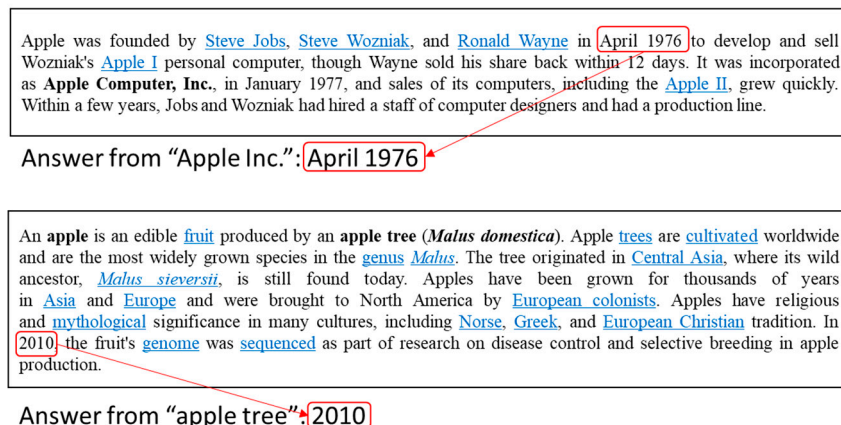 Apple was founded by Steve Jobs, Steve Wozniak, and Ronald Wayne in April 1976 to develop and sell
Wozniak's Apple I personal computer, though Wayne sold his share back within 12 days. It was incorporated
as Apple Computer, Inc., in January 1977, and sales of its computers, including the Apple II, grew quickly.
Within a few years, Jobs and Wozniak had hired a staff of computer designers and had a production line.
Answer from “Apple Inc.”: April 1976
An apple is an edible fruit produced by an apple tree (Malus domestica). Apple trees are cultivated worldwide
and are the most widely grown species in the genus Malus. The tree originated in Central Asia, where its wild
ancestor, Malus sieversii, is still found today. Apples have been grown for thousands of years
in Asia and Europe and were brought to North America by European colonists. Apples have religious
and mythological significance in many cultures, including Norse, Greek, and European Christian tradition. In
2010, the fruit's genome was sequenced as part of research on disease control and selective breeding in apple
production.
Answer from “apple tree”: 2010